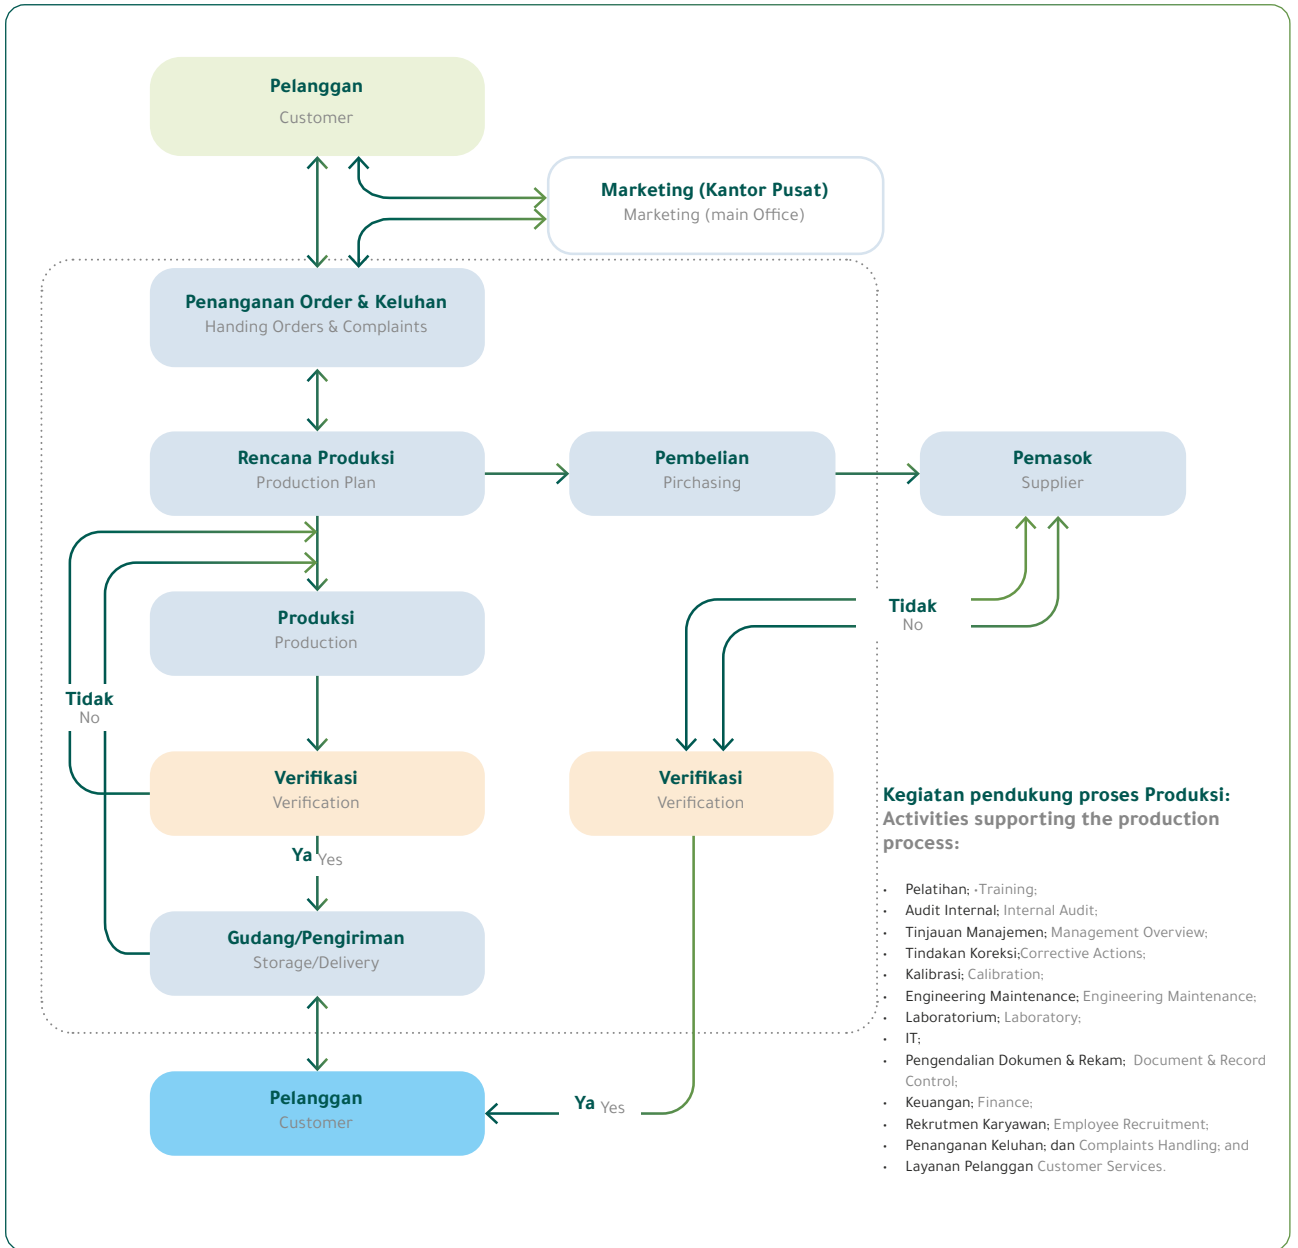 Pelanggan
Customer
Marketing (Kantor Pusat)
Marketing (main Office)
Penanganan Order & Keluhan
Handing Orders & Complaints
Rencana Produksi
Production Plan
Pembelian
Pirchasing
Pemasok
Supplier
Produksi
Production
Tidak
No
Tidak
No
Verifikasi
Verification
Verifikasi
Verification
Ya Yes
Gudang/Pengiriman
Storage/Delivery
Pelanggan
Customer
Ya Yes
Kegiatan pendukung proses Produksi:
Activities supporting the production
process:
• Pelatihan; •Training;
• Audit Internal; Internal Audit;
• Tinjauan Manajemen; Management Overview;
• Tindakan Koreksi;Corrective Actions;
• Kalibrasi; Calibration;
• Engineering Maintenance; Engineering Maintenance;
• Laboratorium; Laboratory;
• IT;
• Pengendalian Dokumen & Rekam; Document & Record
Control;
• Keuangan; Finance;
• Rekrutmen Karyawan; Employee Recruitment;
• Penanganan Keluhan; dan Complaints Handling; and
• Layanan Pelanggan Customer Services.